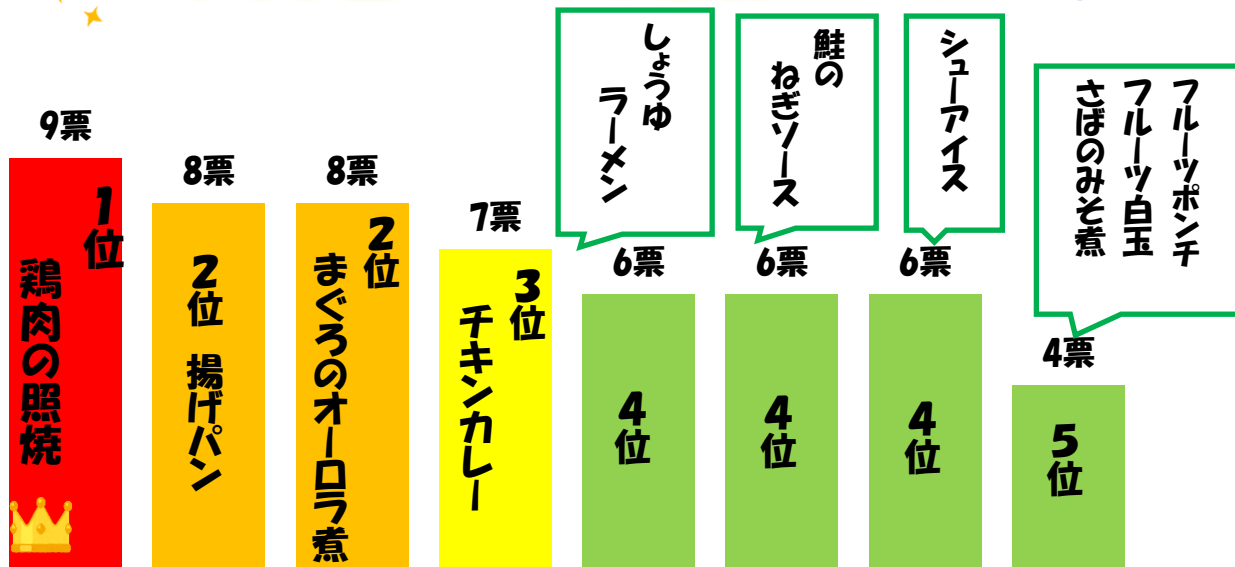 9票
1位
鶏肉の照焼
8票
2位 揚げパン
8票
2位
まぐろのオーロラ煮
7票
3位
チキンカレー
しょうゆ
ラーメン
6票
4位
鮭の
ねぎソース
6票
4位
シューアイス
6票
4位
フルーツポンチ
フルーツ白玉
さばのみそ煮
4票
5位